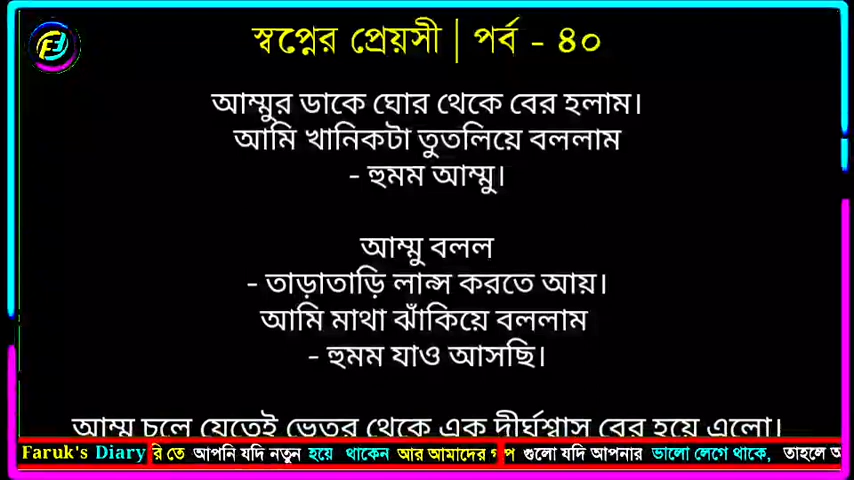 স্বপ্নের প্রেয়সী | পর্ব - ৪০
আম্মুর ডাকে ঘোর থেকে বের হলাম।
আমি খানিকটা তুতলিয়ে বললাম
- হুমম আম্মু।
আম্মু বলল
- তাড়াতাড়ি লান্স করতে আয়।
আমি মাথা ঝাঁকিয়ে বললাম
- হুমম যাও আসছি।
আম্মু চলে যেতেই ভেতর থেকে এক দীর্ঘশ্বাস বের হয়ে এলো।
Faruk's Diary রি তে আপনি যদি নতুন হয়ে থাকেন আর আমাদের গল্প গুলো যদি আপনার ভালো লেগে থাকে, তাহলে